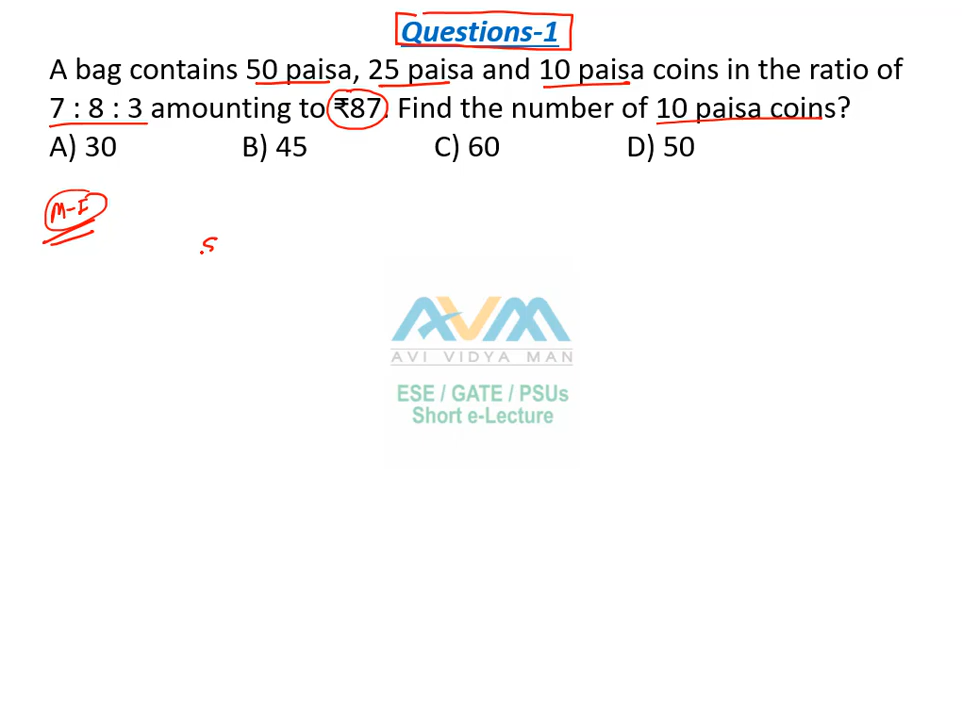 Questions-1
A bag contains 50 paisa, 25 paisa and 10 paisa coins in the ratio of
7 : 8 : 3 amounting to ₹87. Find the number of 10 paisa coins?
A) 30 B) 45 C) 60 D) 50
M-I
AVM
AVI VIDYA MAN
ESE / GATE / PSUs
Short e-Lecture